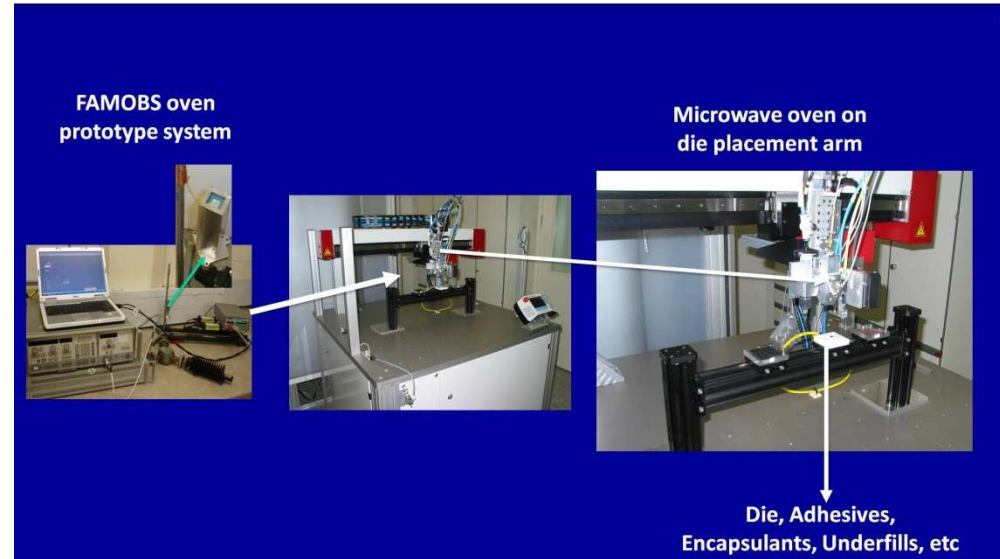 FAMOBS oven
prototype system
Microwave oven on
die placement arm
Die, Adhesives,
Encapsulants, Underfills, etc